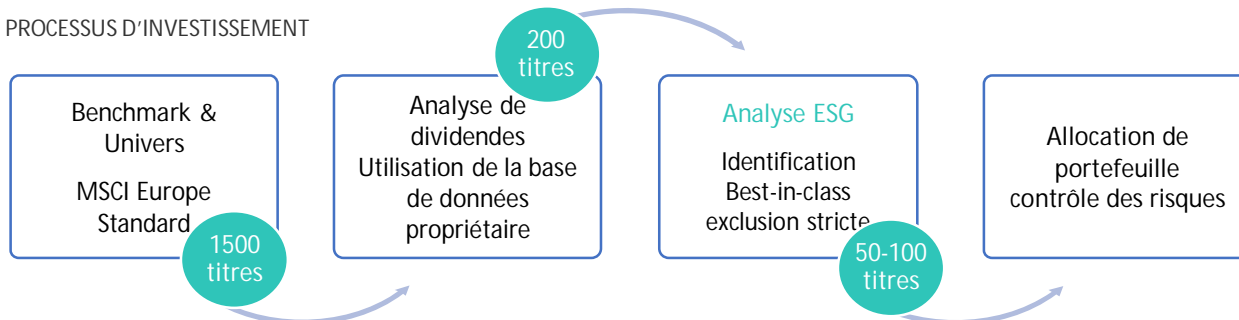 PROCESSUS D'INVESTISSEMENT
Benchmark &
Univers
MSCI Europe
Standard
1500
titres
Analyse de
dividendes
Utilisation de la base
de données
propriétaire
200
titres
Analyse ESG
Identification
Best-in-class
exclusion stricte
50-100
titres
Allocation de
portefeuille
contrôle des risques